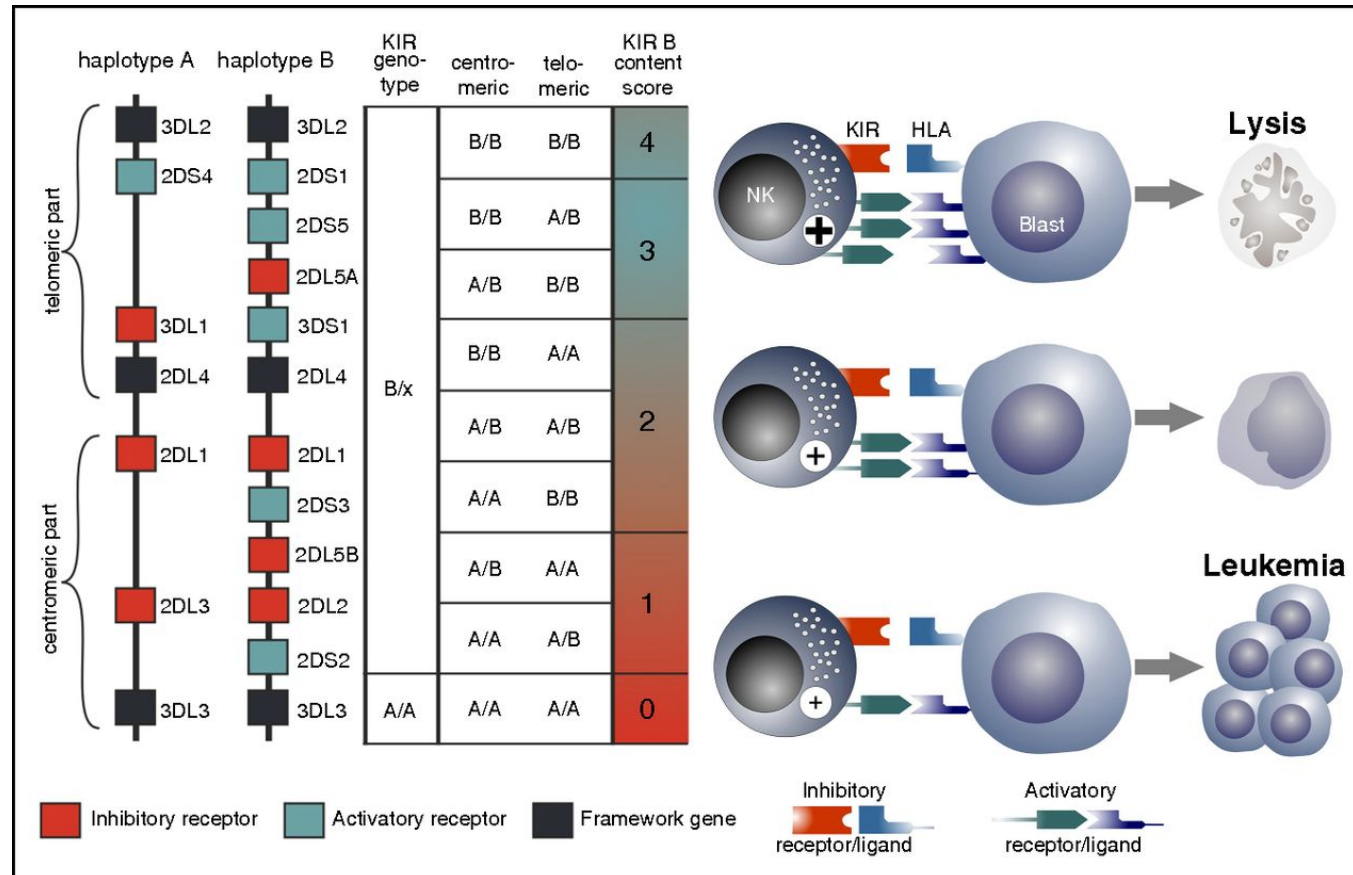 haplotype A
haplotype B
KIR
geno-
type
centro-
meric
telo-
meric
KIR B
content
score
telomeric part
centromeric part
3DL2
2DS4
3DL1
2DL4
2DL1
2DL3
3DL3
3DL2
2DS1
2DS5
2DL5A
3DS1
2DL4
2DL1
2DS3
2DL5B
2DL2
2DS2
3DL3
B/x
A/A
B/B B/B 4
B/B A/B
3
A/B B/B
B/B A/A
A/B A/B 2
A/A B/B
A/B A/A
1
A/A A/B
A/A A/A 0
KIR HLA
NK
Blast
Lysis
Leukemia
Inhibitory receptor
Activatory receptor
Framework gene
Inhibitory
receptor/ligand
Activatory
receptor/ligand